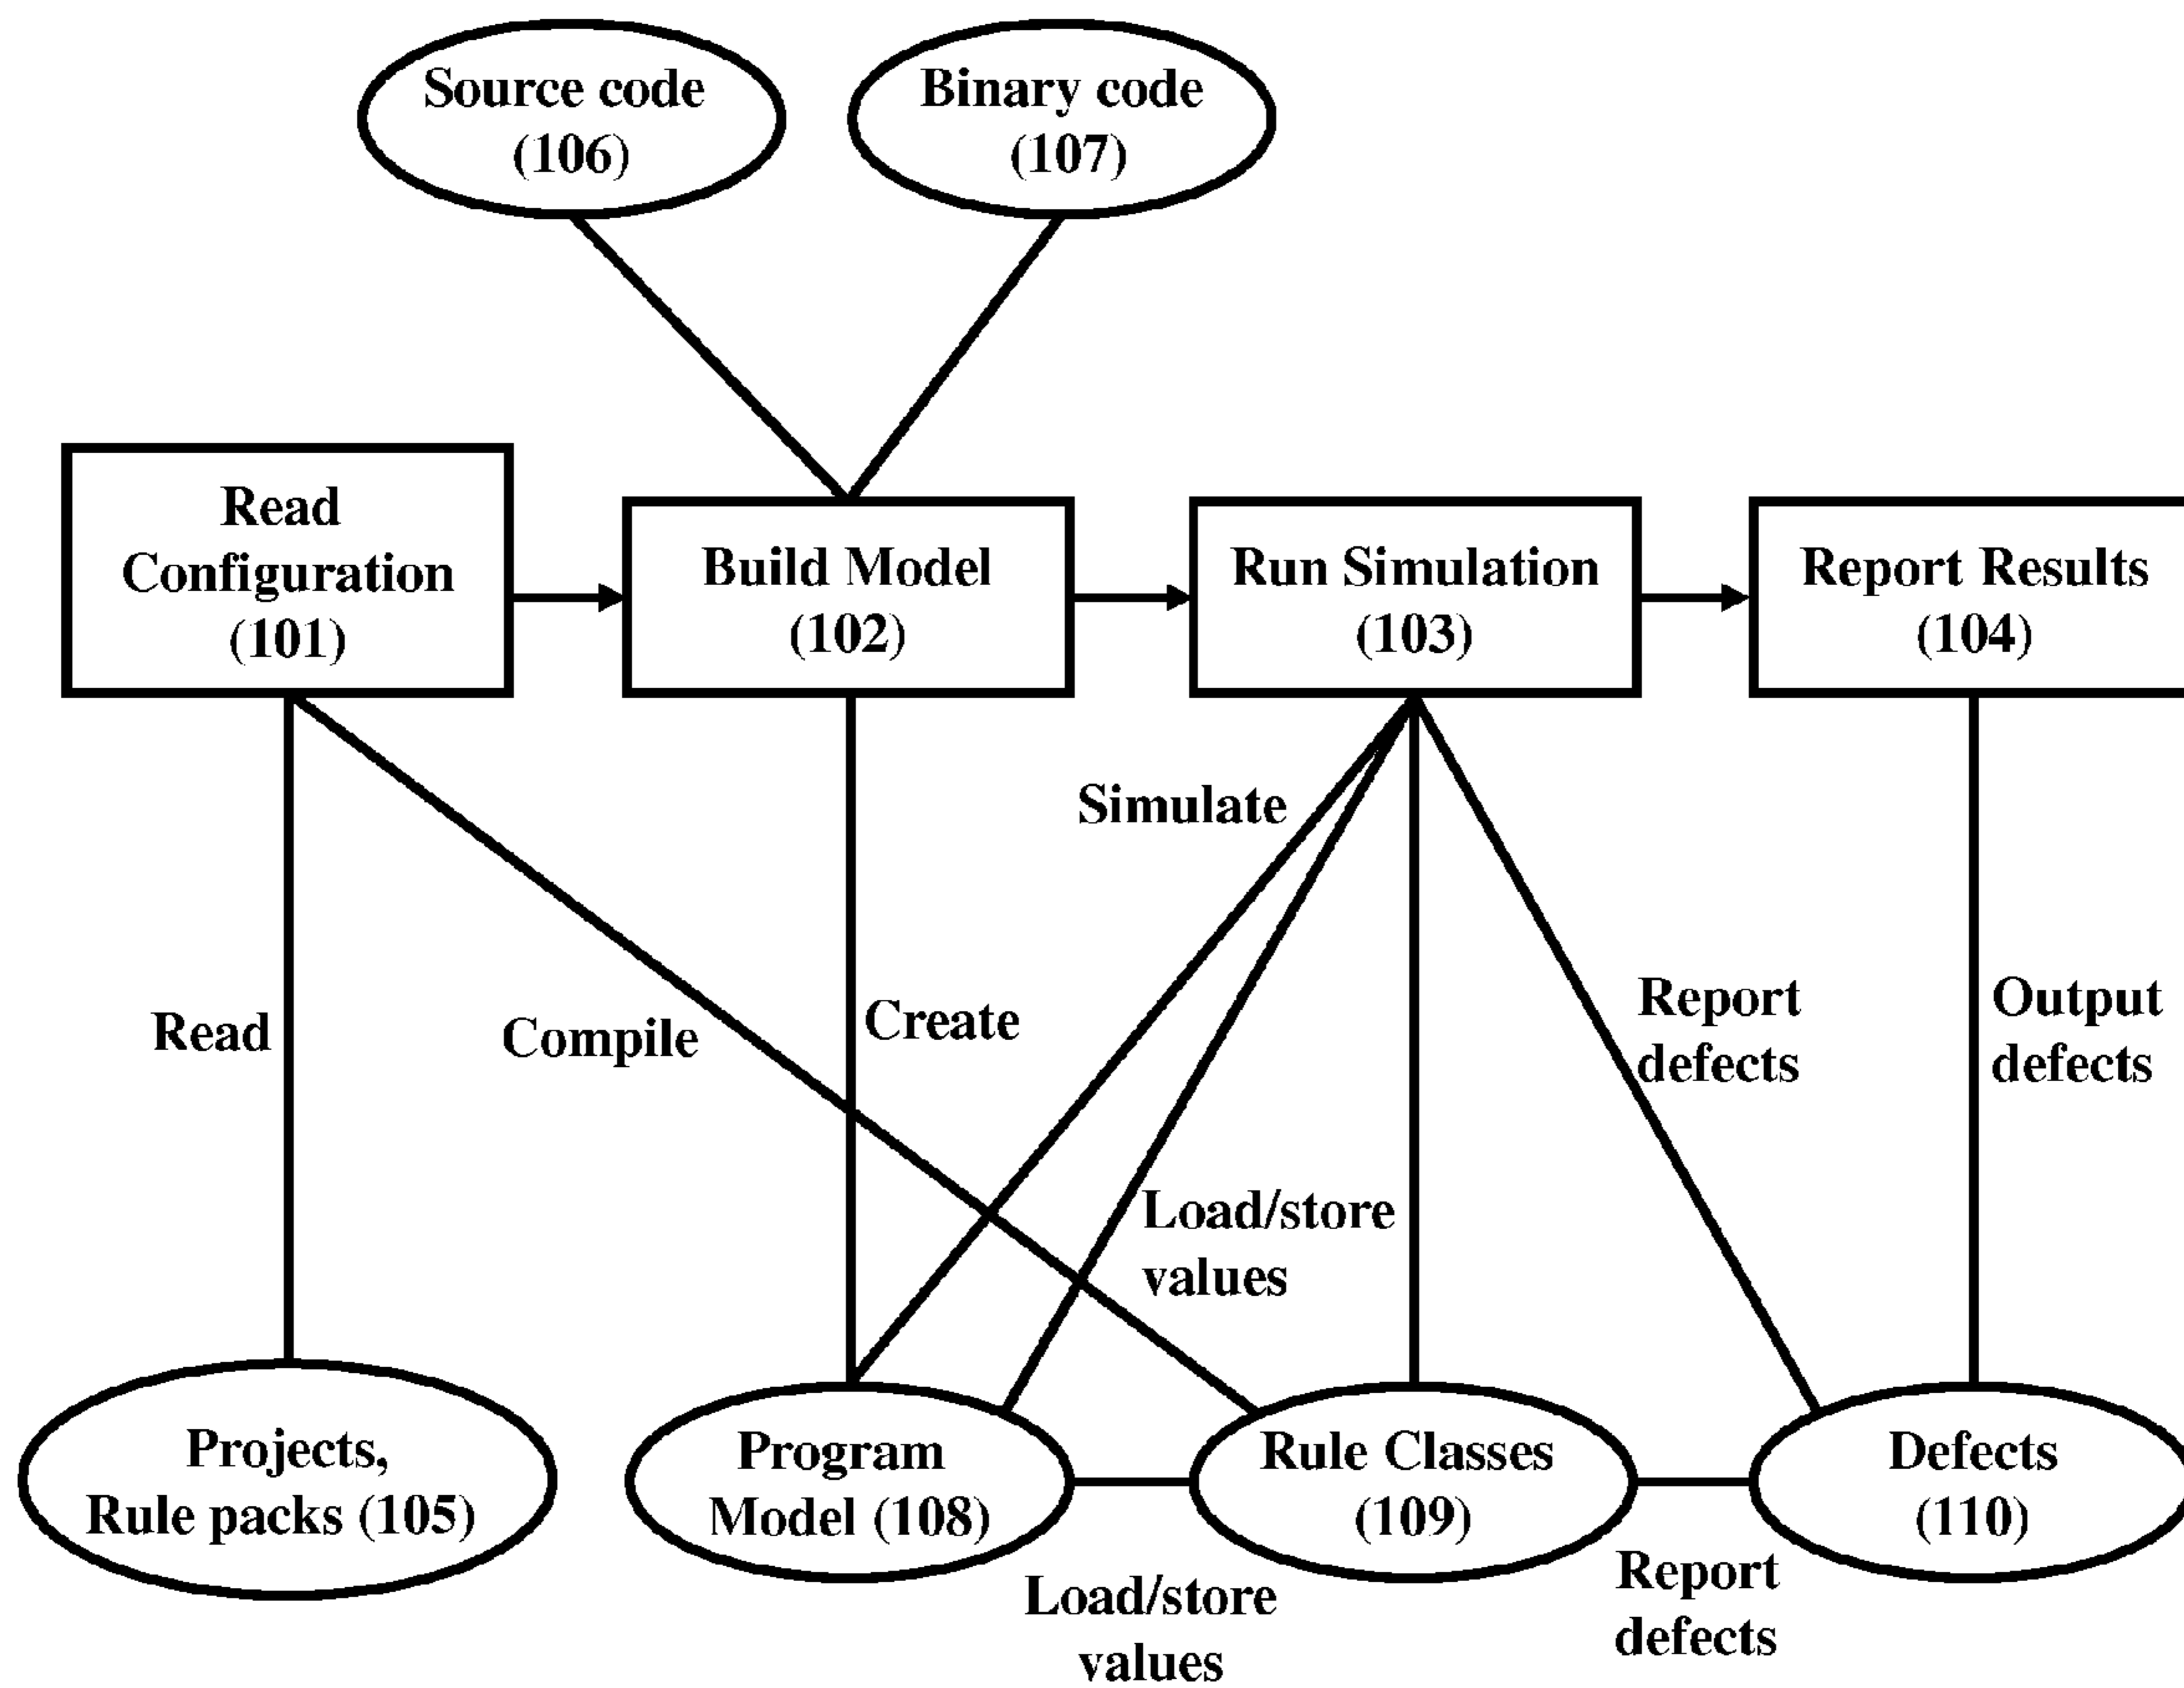 Source code
(106)
Binary code
(107)
Read
Configuration
(101)
Build Model
(102)
Run Simulation
(103)
Report Results
(104)
Simulate
Read
Compile
Create
Load/store
values
Report
defects
Output
defects
Projects,
Rule packs (105)
Program
Model (108)
Rule Classes
(109)
Defects
(110)
Load/store
values
Report
defects